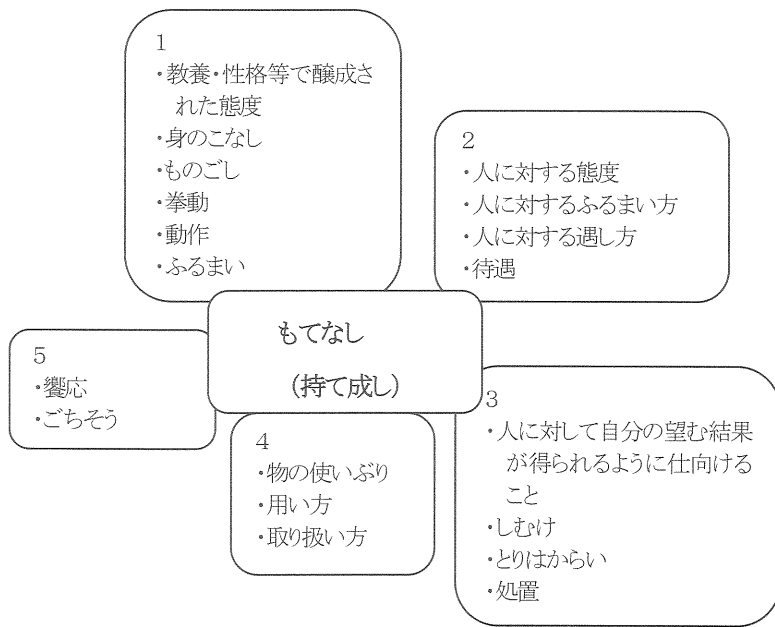 1
・教養・性格等で醸成さ
れた態度
・身のこなし
・ものごし
・挙動
・動作
・ふるまい
2
・人に対する態度
・人に対するふるまい方
・人に対する遇し方
・待遇
もてなし
(持て成し)
3
・人に対して自分の望む結果
が得られるように仕向ける
こと
・しむけ
・とりはからい
・処置
4
・物の使いぶり
・用い方
・取り扱い方
5
・饗応
・ごちそう